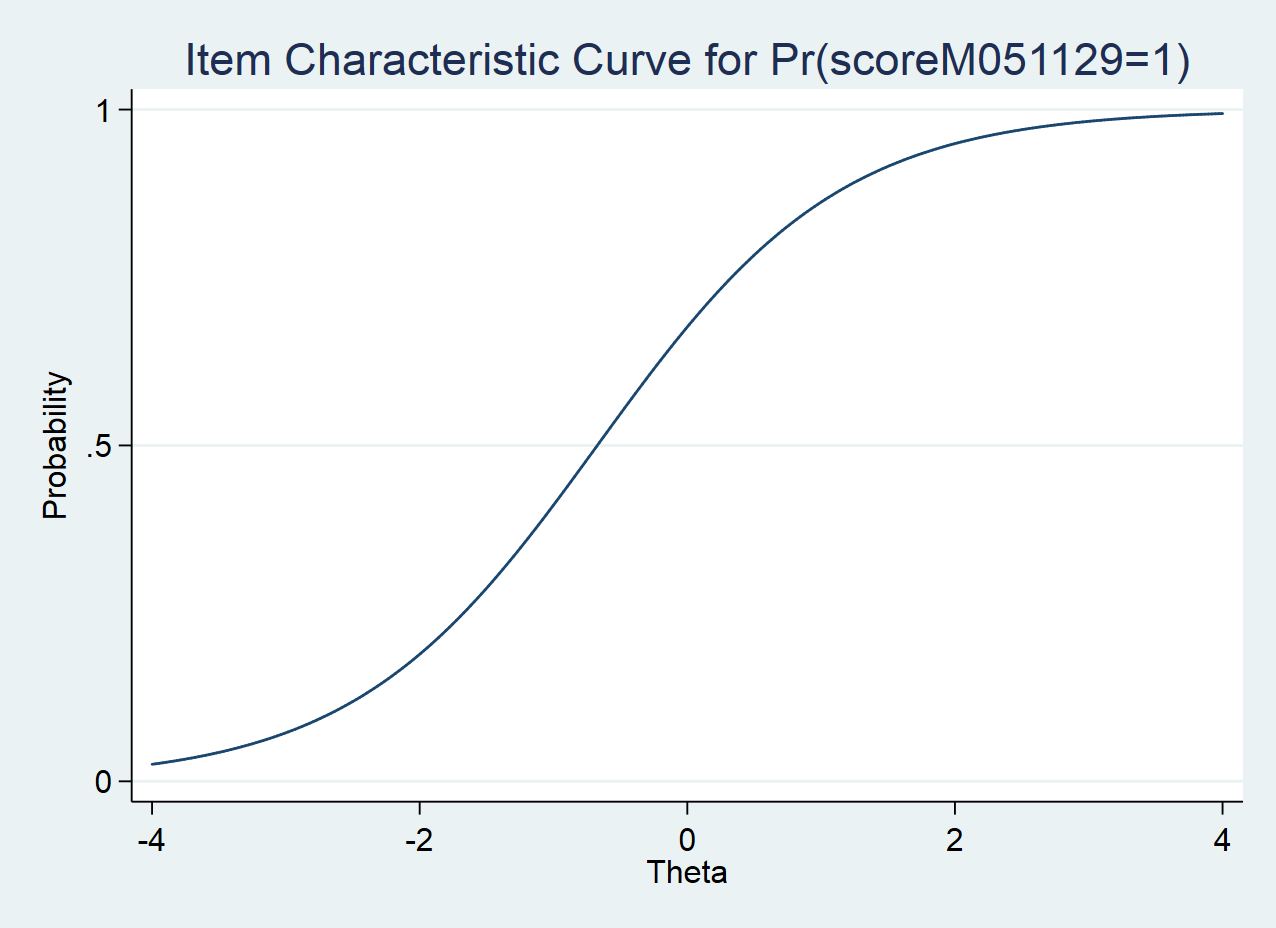 Item Characteristic Curve for Pr(scoreM051129=1)
1
.5
0
Probability
-4 -2 0 2 4
Theta